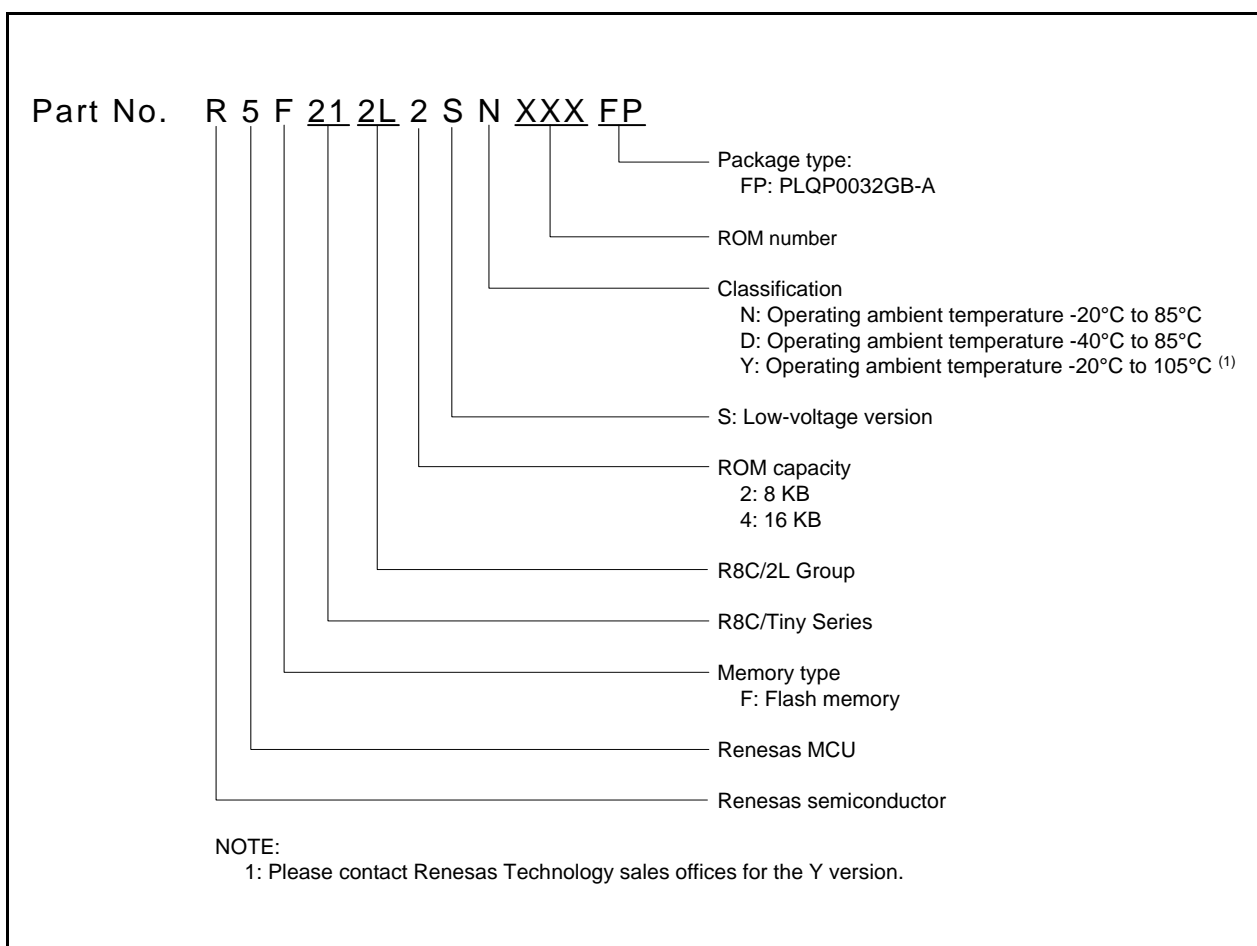 Part No. R 5 F 21 2L 2 S N XXX FP
Package type:
FP: PLQP0032GB-A
ROM number
Classification
N: Operating ambient temperature -20°C to 85°C
D: Operating ambient temperature -40°C to 85°C
Y: Operating ambient temperature -20°C to 105°C (1)
S: Low-voltage version
ROM capacity
2: 8 KB
4: 16 KB
R8C/2L Group
R8C/Tiny Series
Memory type
F: Flash memory
Renesas MCU
Renesas semiconductor
NOTE:
1: Please contact Renesas Technology sales offices for the Y version.